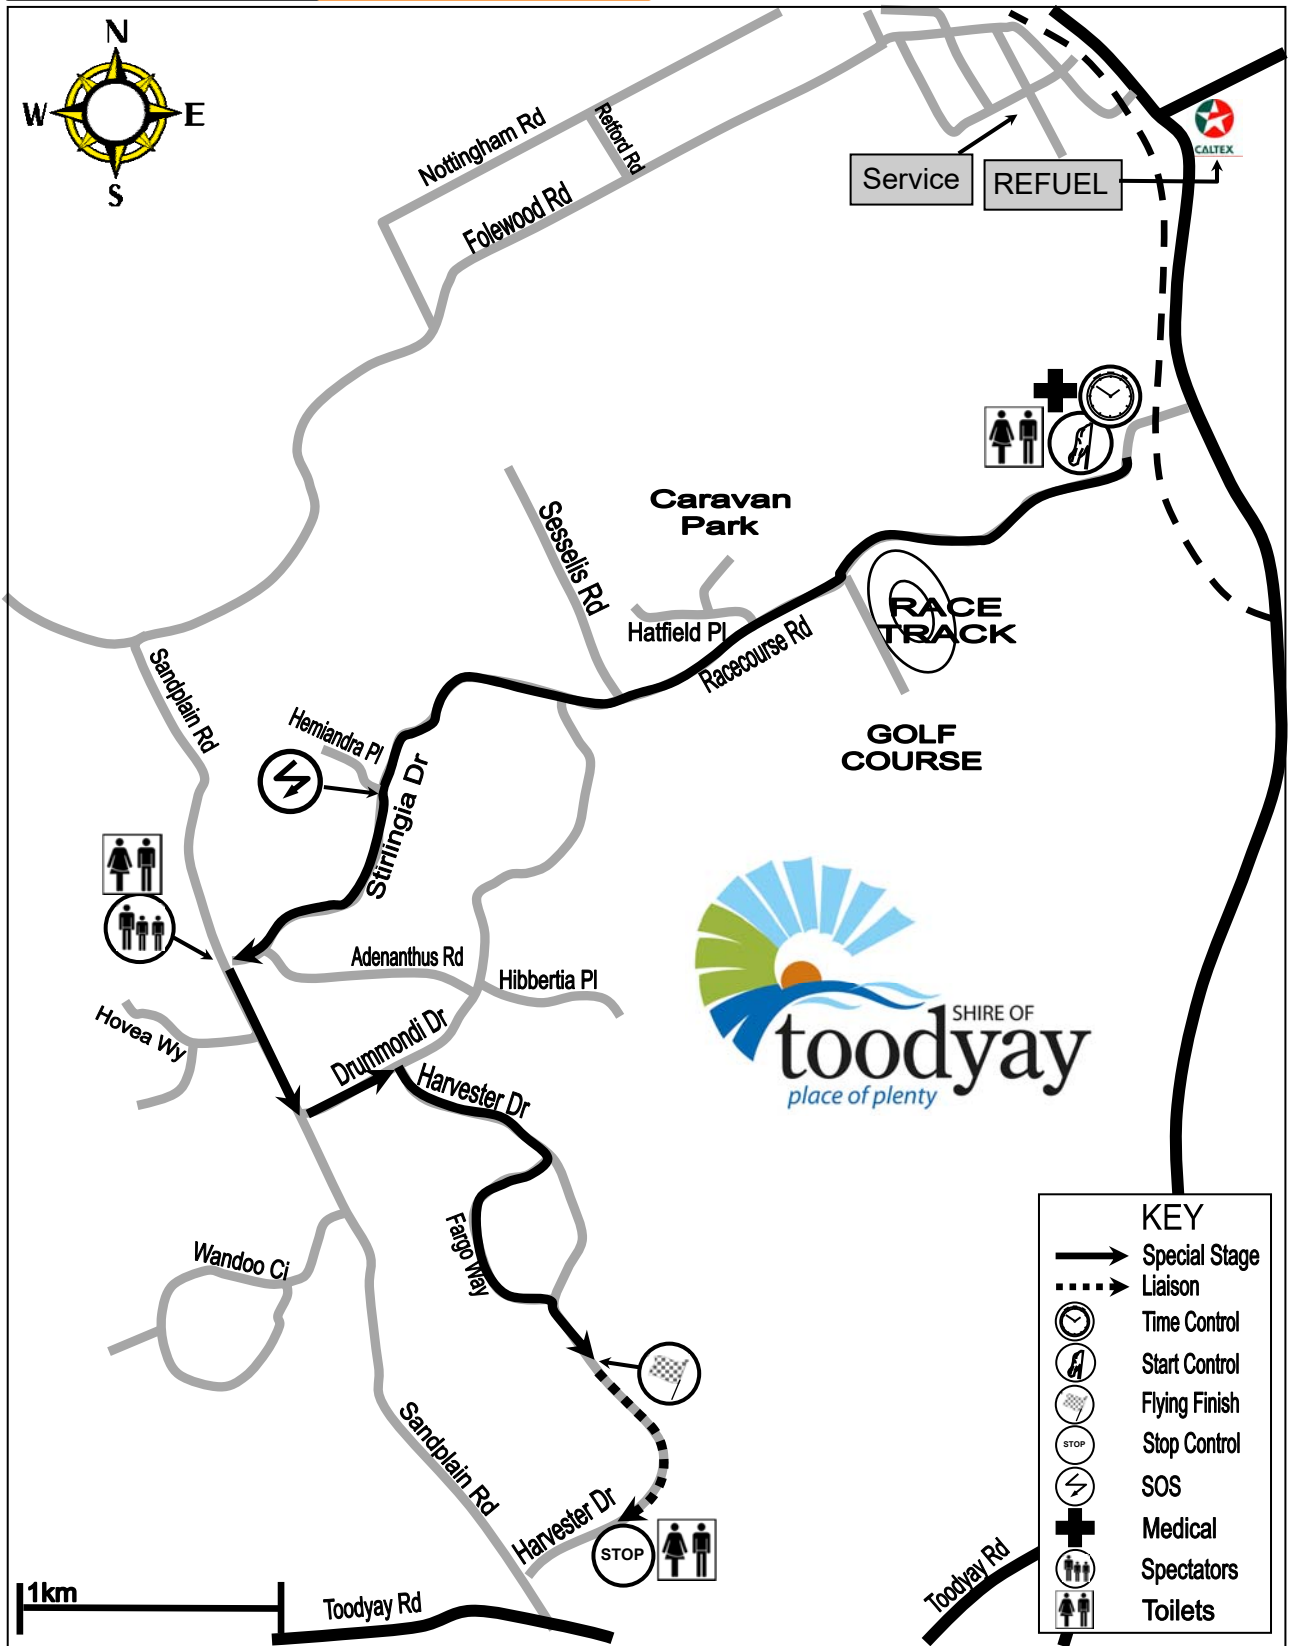 N
W
E
S
Nottingham Rd
Retford Rd
Folewood Rd
CALTEX
Service
REFUEL
Caravan
Park
Sesselis Rd
Hatfield Pl
Racecourse Rd
RACE
TRACK
GOLF
COURSE
Sandplain Rd
Hemiandra Pl
Stirlingia Dr
Adenanthus Rd
Hibbertia Pl
Hovea Wy
Drummondi Dr
Harvester Dr
SHIRE OF
toodyay
place of plenty
Fargo Way
Wandoo Ci
Sandplain Rd
Harvester Dr
STOP
1km
Toodyay Rd
Toodyay Rd
KEY
Special Stage
Liaison
Time Control
Start Control
Flying Finish
STOP
Stop Control
SOS
Medical
Spectators
Toilets